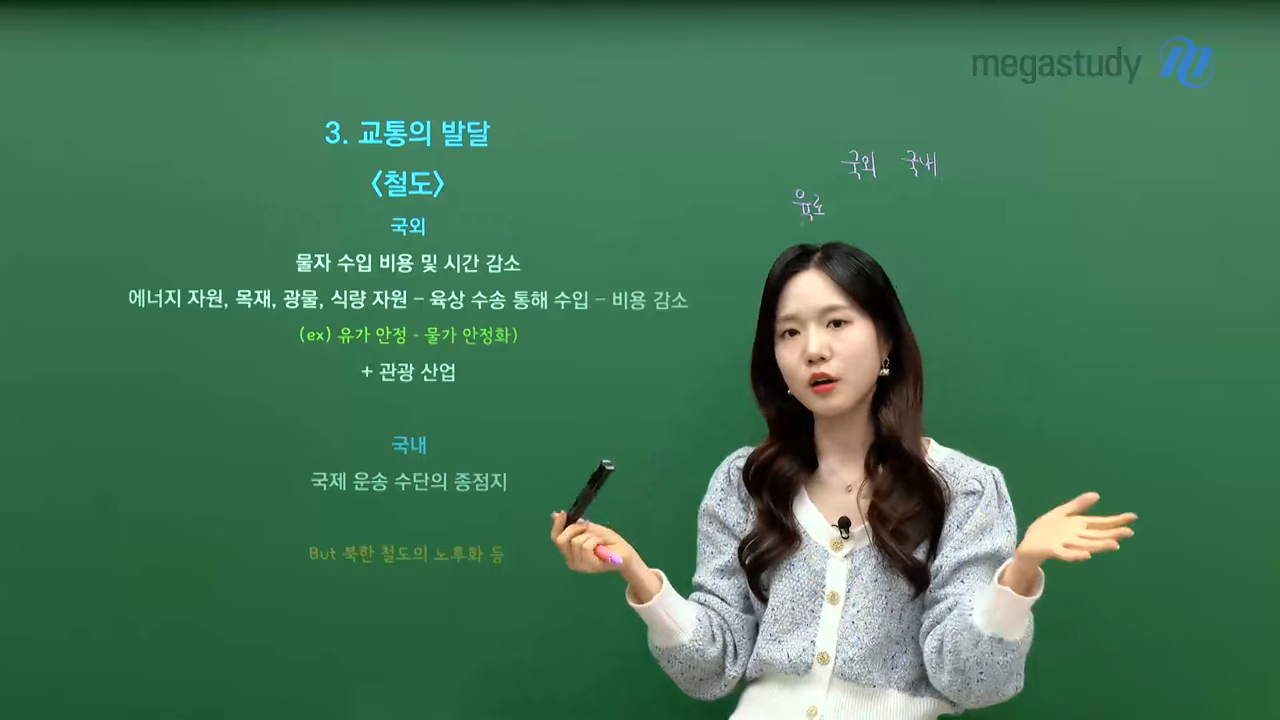 megastudy
3. 교통의 발달
<철도>
국외
물자 수입 비용 및 시간 감소
에너지 자원, 목재, 광물, 식량 자원 – 육상 수송 통해 수입 – 비용 감소
(ex) 유가 안정 - 물가 안정화)
+ 관광 산업
국내
국제 운송 수단의 종점지
But 북한 철도의 노후화 등
국외 국내
육로